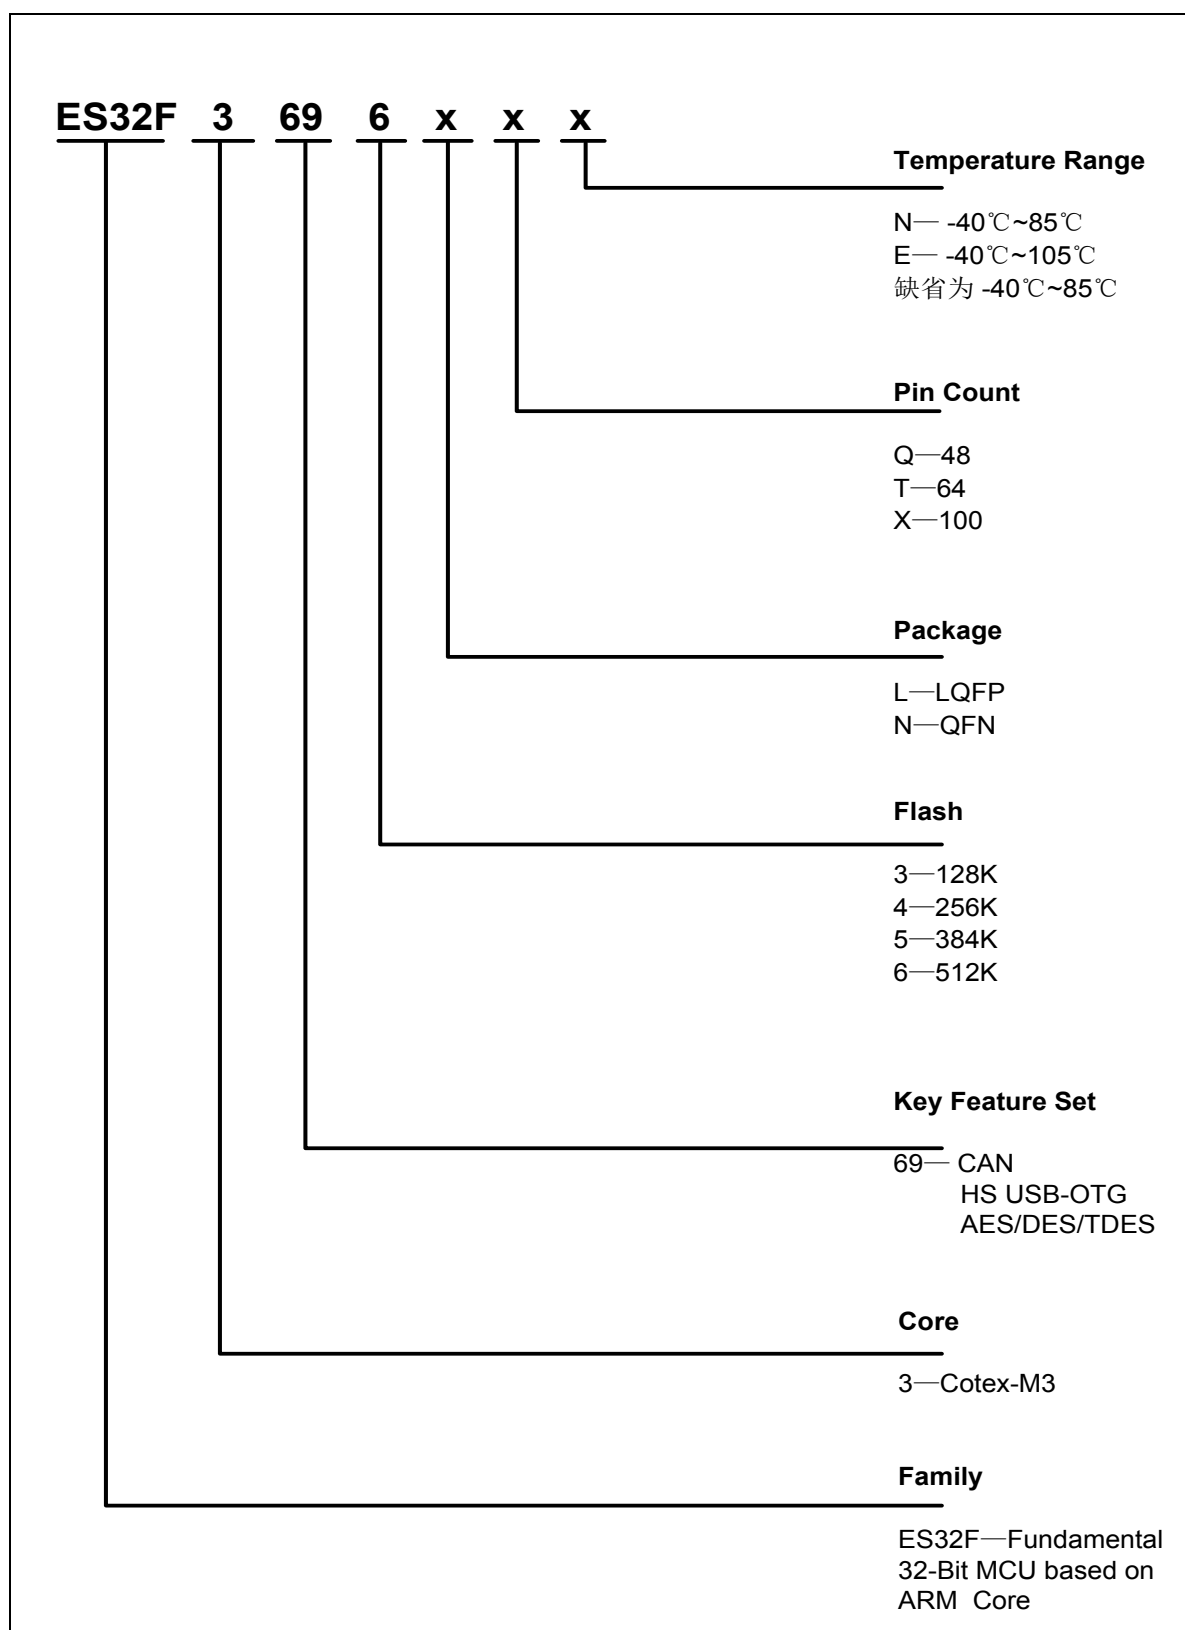 ES32F 3 69 6 x x x
Temperature Range
N— -40℃~85℃
E— -40℃~105℃
缺省为 -40℃~85℃
Pin Count
Q—48
T—64
X—100
Package
L—LQFP
N—QFN
Flash
3—128K
4—256K
5—384K
6—512K
Key Feature Set
69— CAN
HS USB-OTG
AES/DES/TDES
Core
3—Cotex-M3
Family
ES32F—Fundamental
32-Bit MCU based on
ARM Core